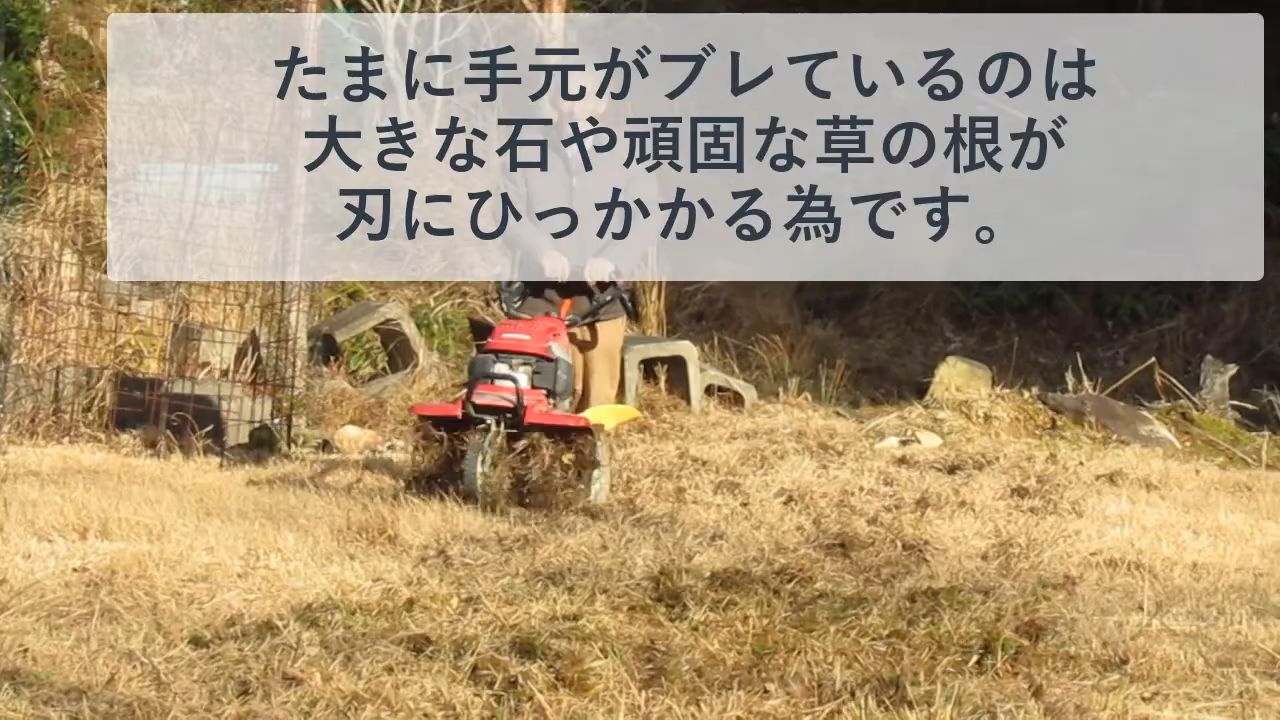 たまに手元がブレているのは
大きな石や頑固な草の根が
刃にひっかかる為です。